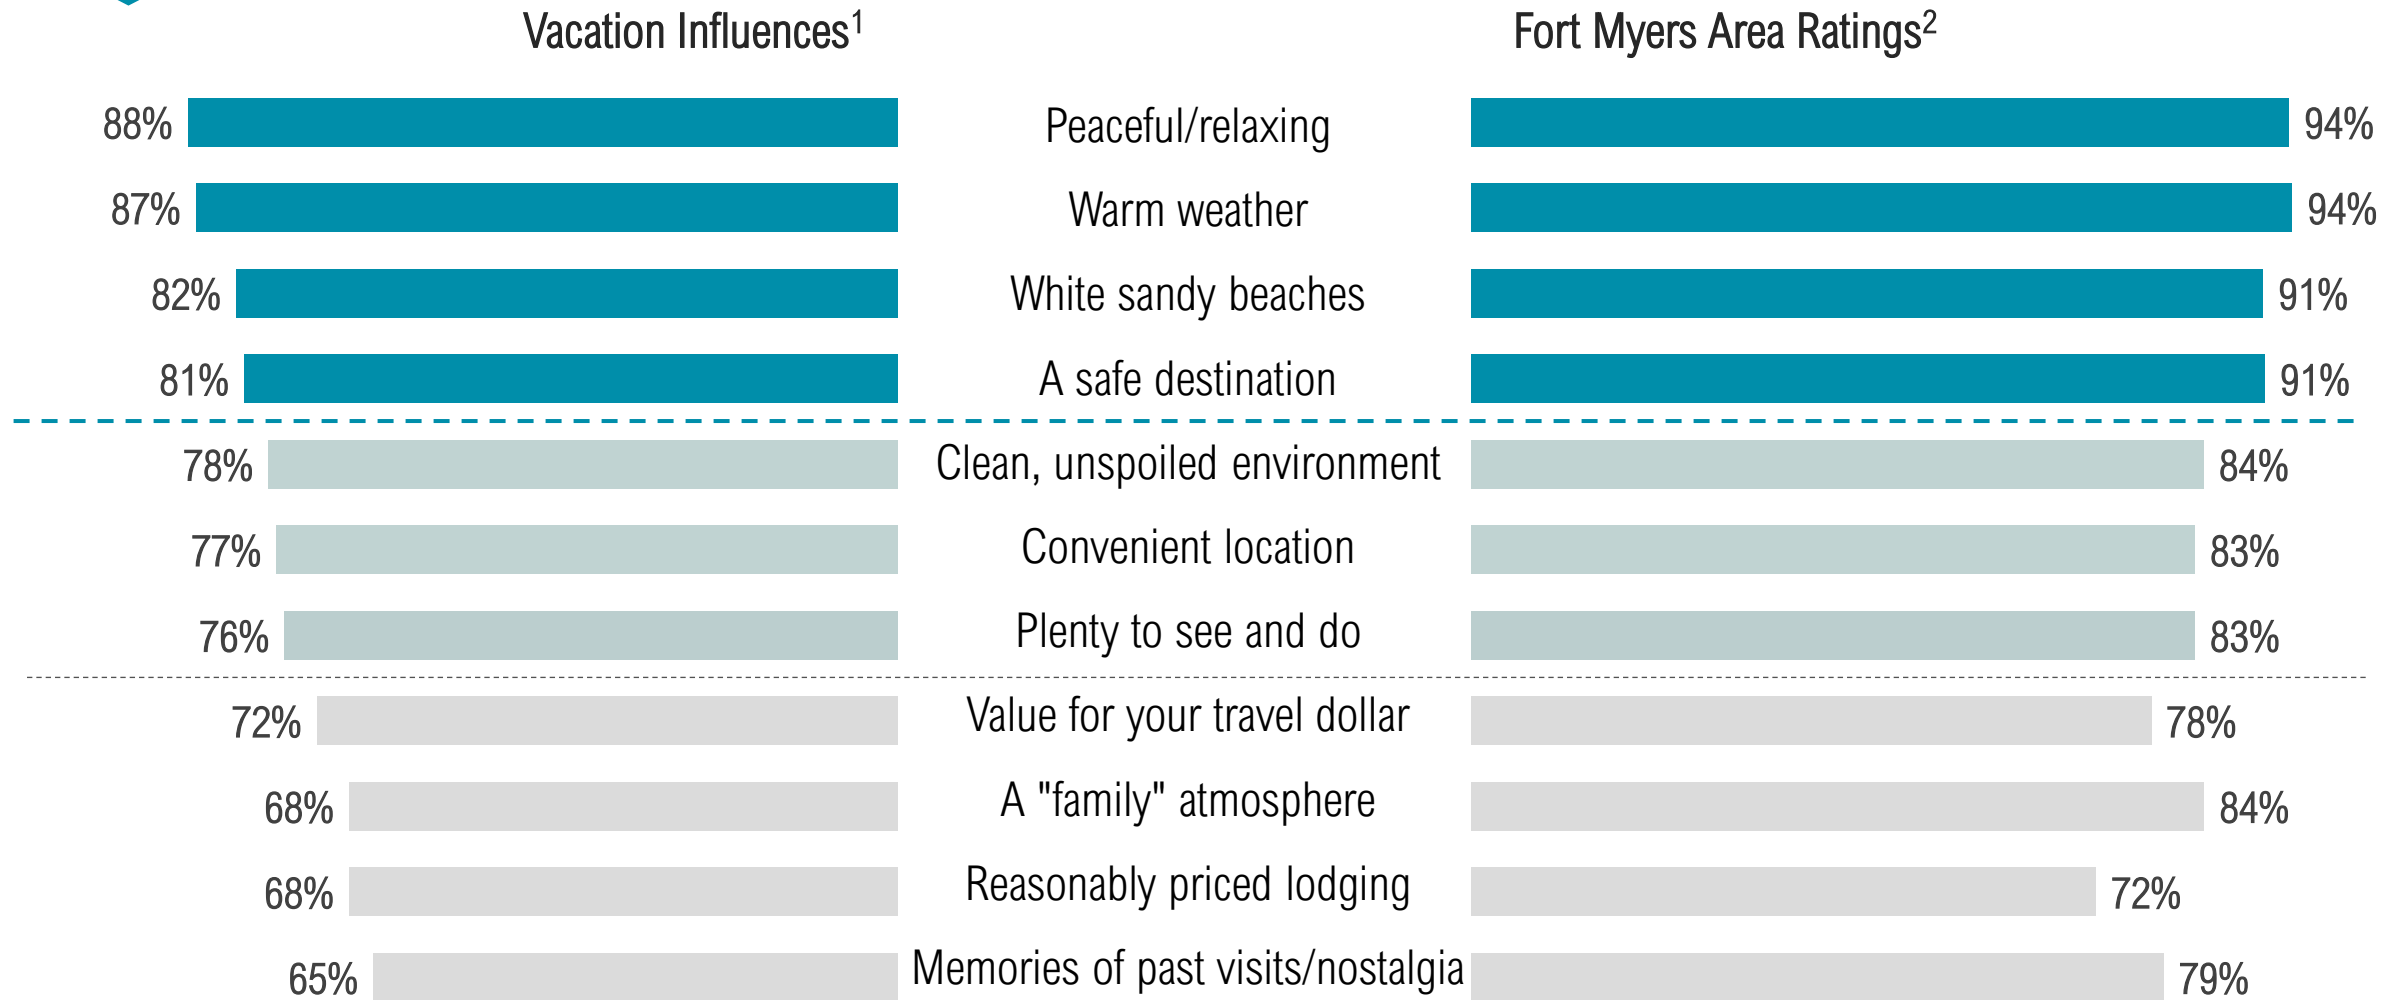 Vacation Influences¹ Fort Myers Area Ratings²
88% Peaceful/relaxing 94%
87% Warm weather 94%
82% White sandy beaches 91%
81% A safe destination 91%
78% Clean, unspoiled environment 84%
77% Convenient location 83%
76% Plenty to see and do 83%
72% Value for your travel dollar 78%
68% A "family" atmosphere 84%
68% Reasonably priced lodging 72%
65% Memories of past visits/nostalgia 79%